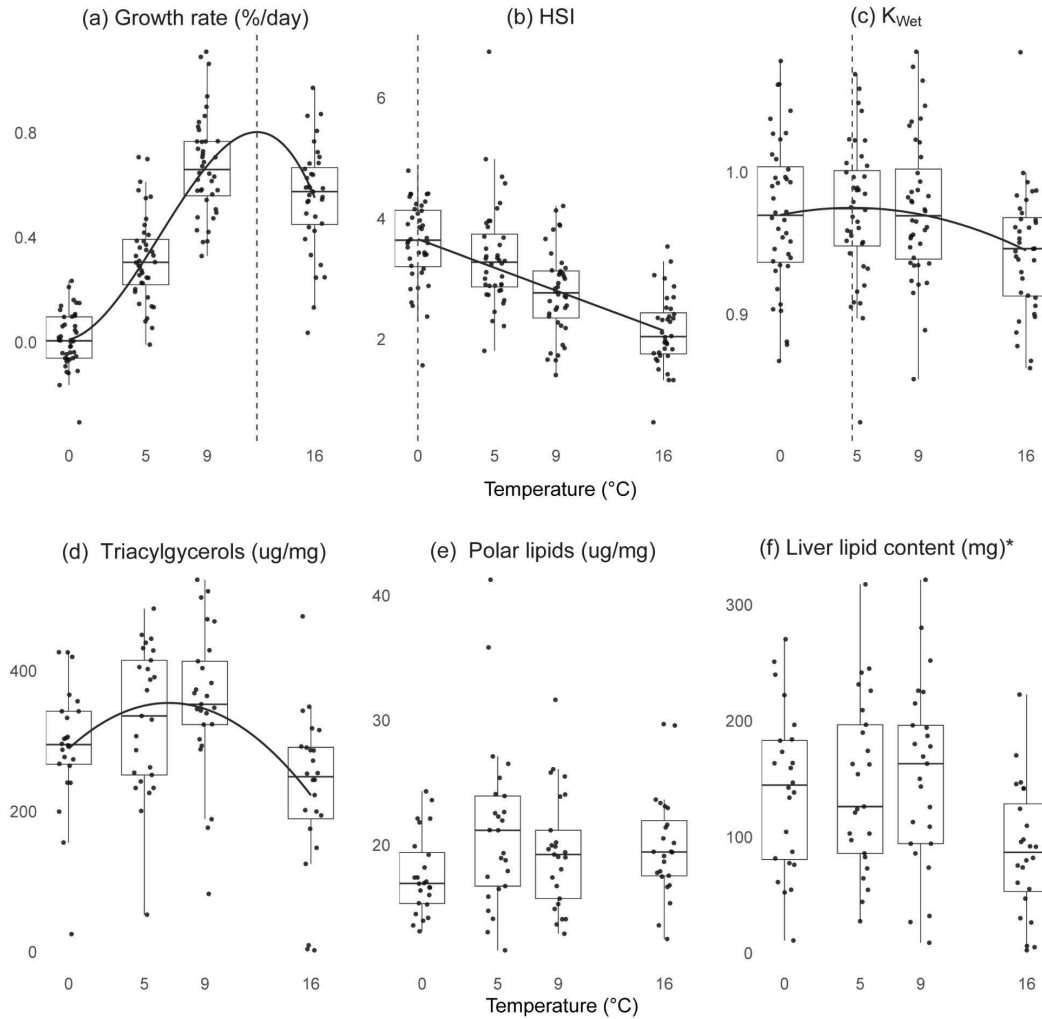 (a) Growth rate (%/day)
(b) HSI
(c) KWet
0.8
0.4
0.0
6
4
2
1.0
0.9
0 5 9 16
0 5 9 16
0 5 9 16
Temperature (°C)
(d) Triacylgycerols (ug/mg)
(e) Polar lipids (ug/mg)
(f) Liver lipid content (mg)*
400
200
0
40
30
20
300
200
100
0
0 5 9 16
0 5 9 16
0 5 9 16
Temperature (°C)